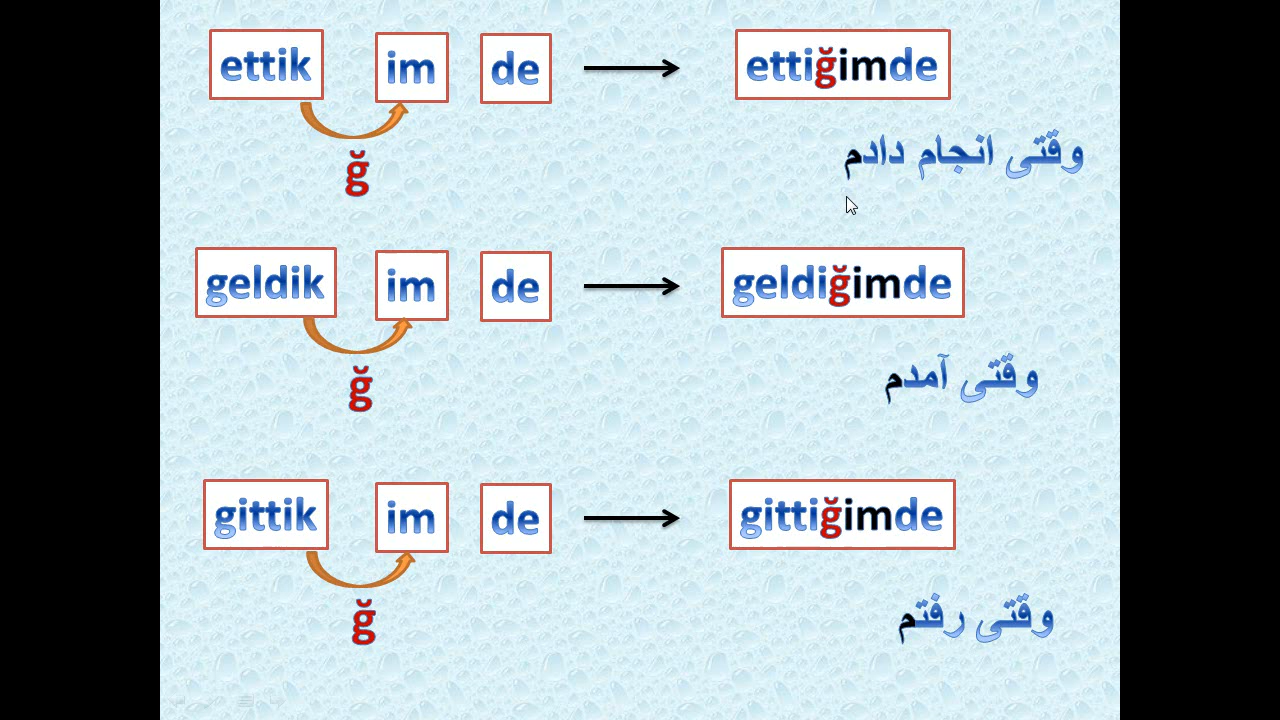 ettik im de ettiğimde
ğ
وقتی انجام دادم
geldik im de geldiğimde
ğ
وقتی آمدم
gittik im de gittiğimde
ğ
وقتی رفتم